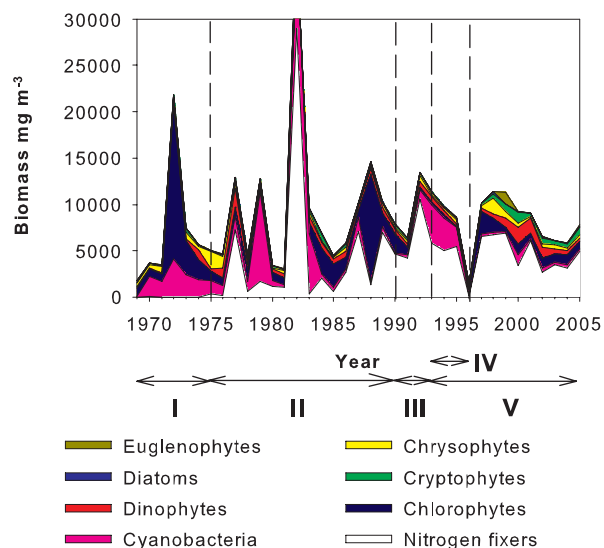 30000
25000
20000
15000
10000
5000
0
Biomass mg m-3
1970 1975 1980 1985 1990 1995 2000 2005
Year
IV
I II III V
Euglenophytes Chrysophytes
Diatoms Cryptophytes
Dinophytes Chlorophytes
Cyanobacteria Nitrogen fixers